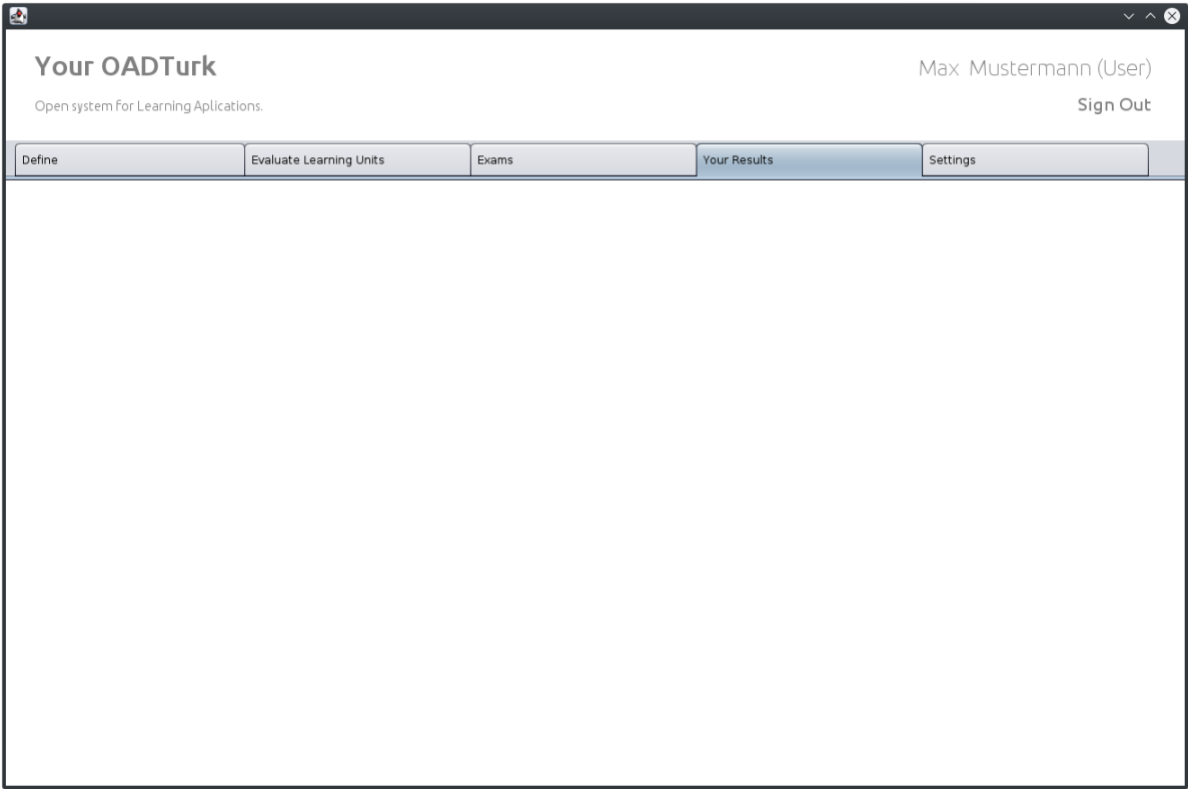 Your OADTurk
Max Mustermann (User)
Open system for Learning Aplications.
Sign Out
Define
Evaluate Learning Units
Exams
Your Results
Settings